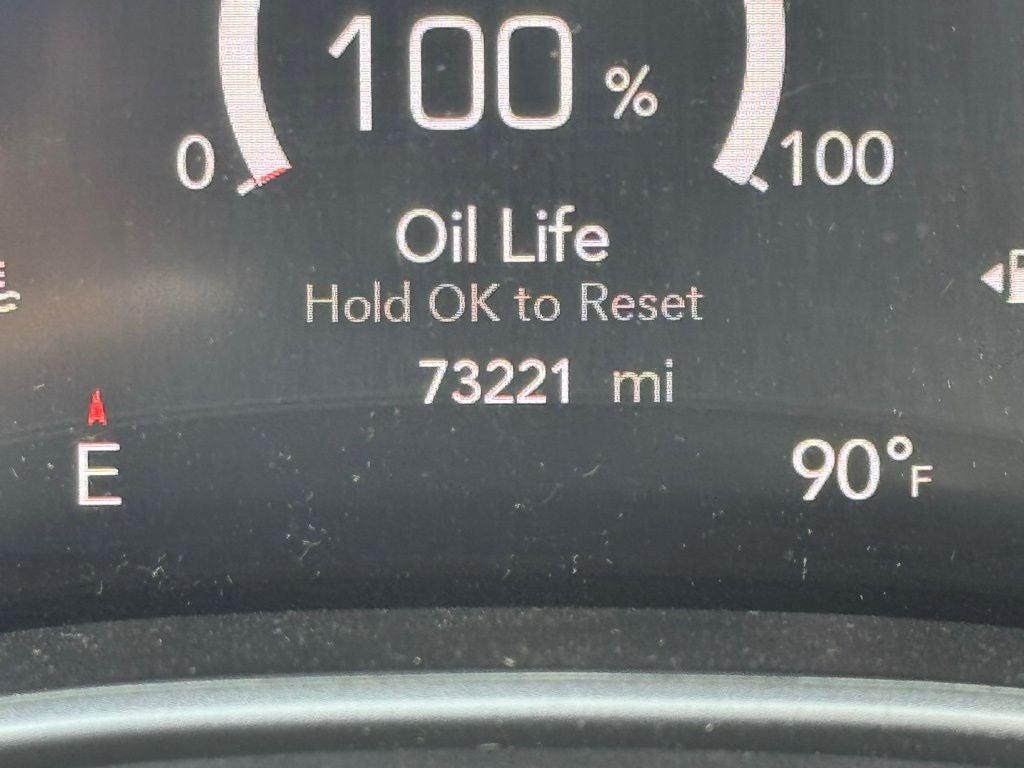 100 %
0
100
Oil Life
Hold OK to Reset
73221 mi
E
90°F